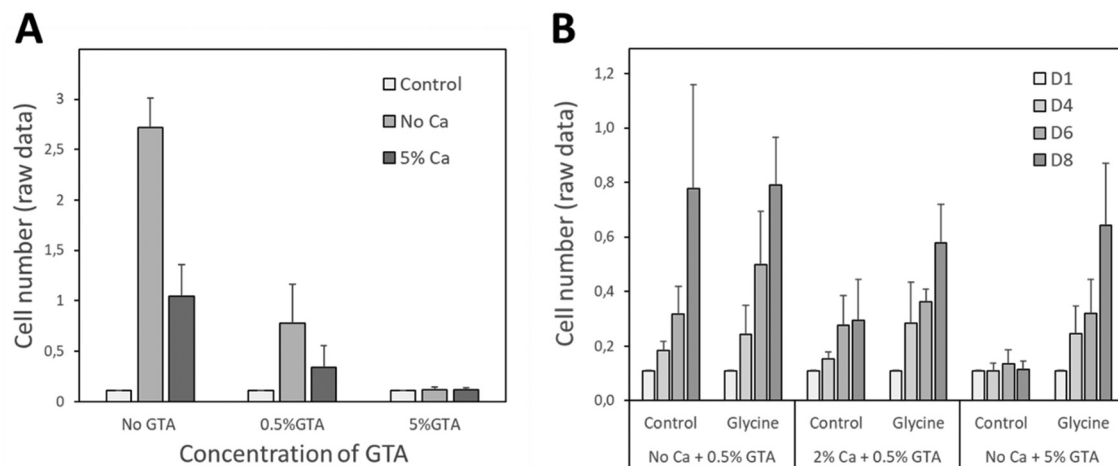 A
Cell number (raw data)
3
2,5
2
1,5
1
0,5
0
Control
No Ca
5% Ca
No GTA
0.5%GTA
5%GTA
Concentration of GTA
B
Cell number (raw data)
1,2
1,0
0,8
0,6
0,4
0,2
0,0
D1
D4
D6
D8
Control Glycine Control Glycine Control Glycine
No Ca + 0.5% GTA 2% Ca + 0.5% GTA No Ca + 5% GTA